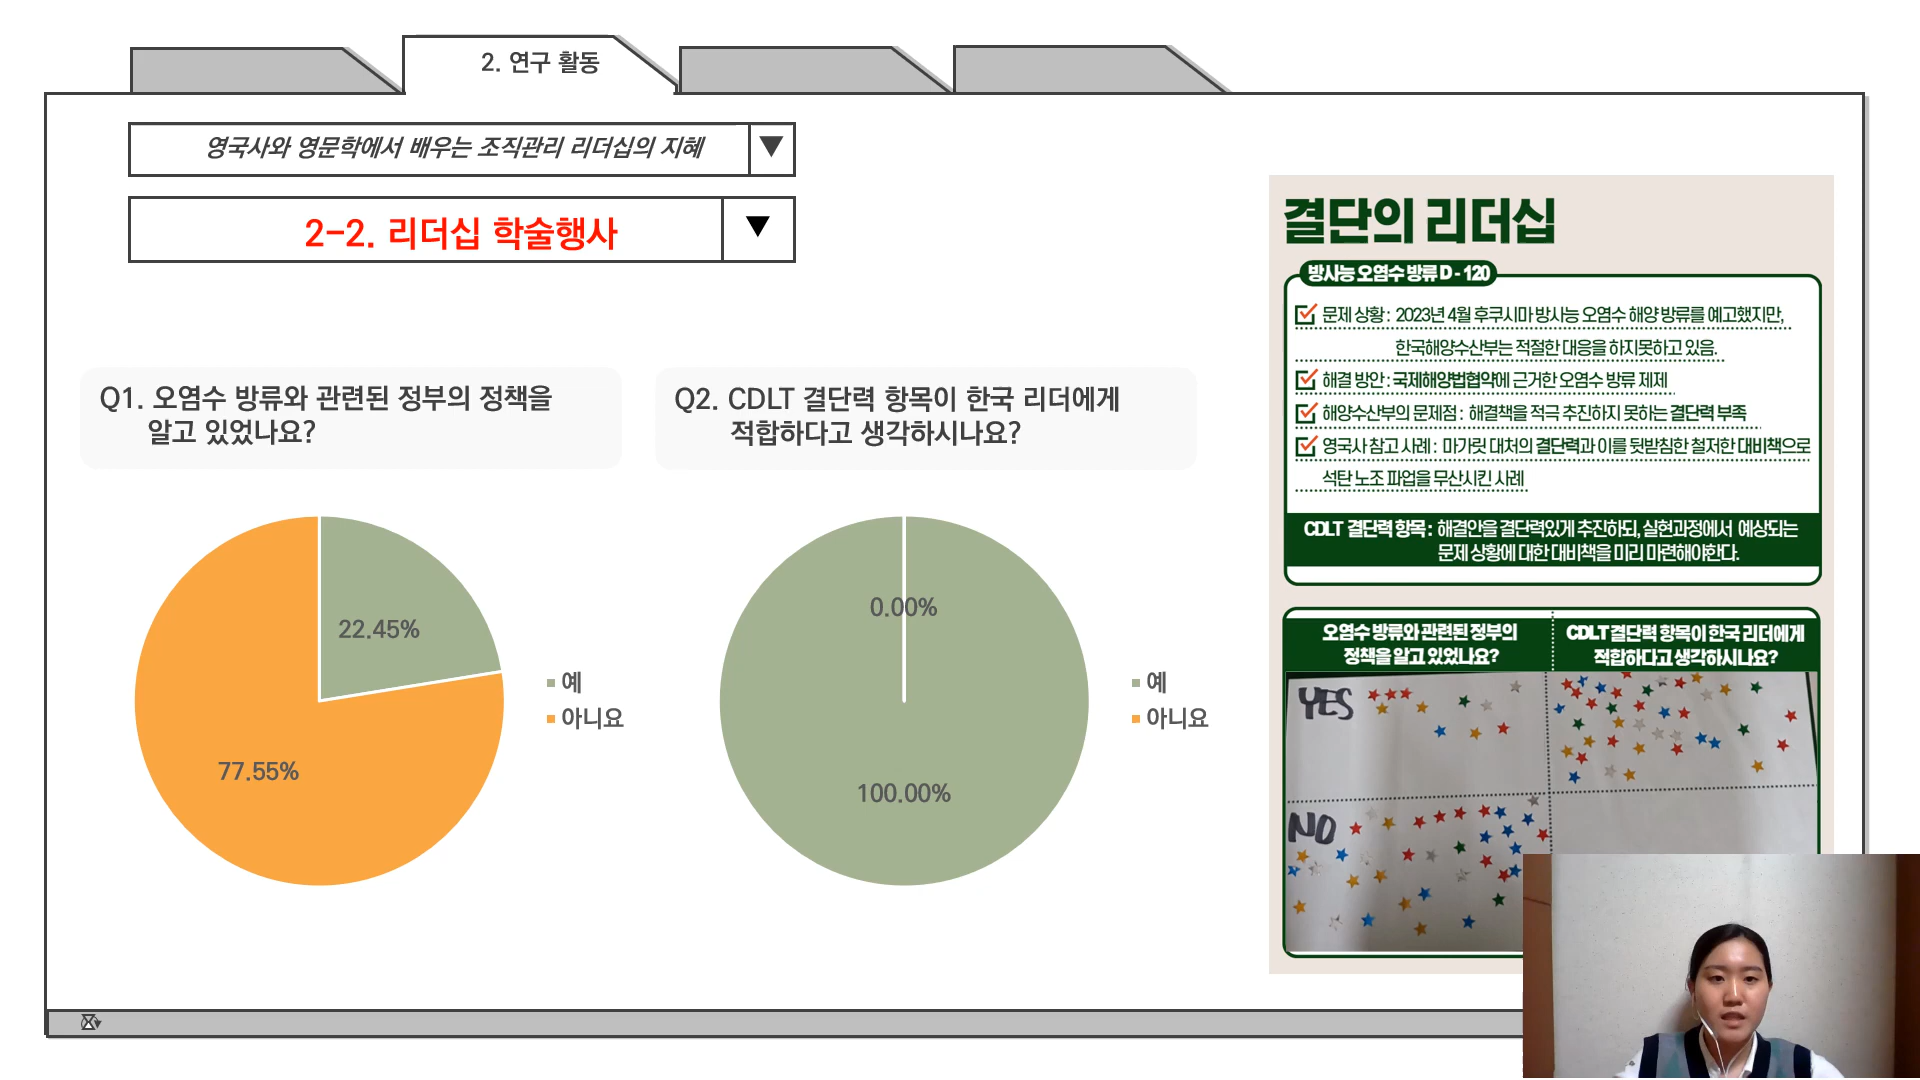 2. 연구 활동
영국사와 영문학에서 배우는 조직관리 리더십의 지혜
2-2. 리더십 학술행사
Q1. 오염수 방류와 관련된 정부의 정책을
알고 있었나요?
22.45%
77.55%
예
아니요
Q2. CDLT 결단력 항목이 한국 리더에게
적합하다고 생각하시나요?
0.00%
100.00%
예
아니요
결단의 리더십
방사능 오염수 방류 D - 120
문제 상황 : 2023년 4월 후쿠시마 방사능 오염수 해양 방류를 예고했지만,
한국해양수산부는 적절한 대응을 하지못하고 있음.
해결 방안 : 국제해양법협약에 근거한 오염수 방류 제제
해양수산부의 문제점 : 해결책을 적극 추진하지 못하는 결단력 부족
영국사 참고 사례 : 마가릿 대처의 결단력과 이를 뒷받침한 철저한 대비책으로
석탄 노조 파업을 무산시킨 사례
CDLT 결단력 항목 : 해결안을 결단력있게 추진하되, 실현과정에서 예상되는
문제 상황에 대한 대비책을 미리 마련해야한다.
오염수 방류와 관련된 정부의
정책을 알고 있었나요?
CDLT 결단력 항목이 한국 리더에게
적합하다고 생각하시나요?
YES
NO